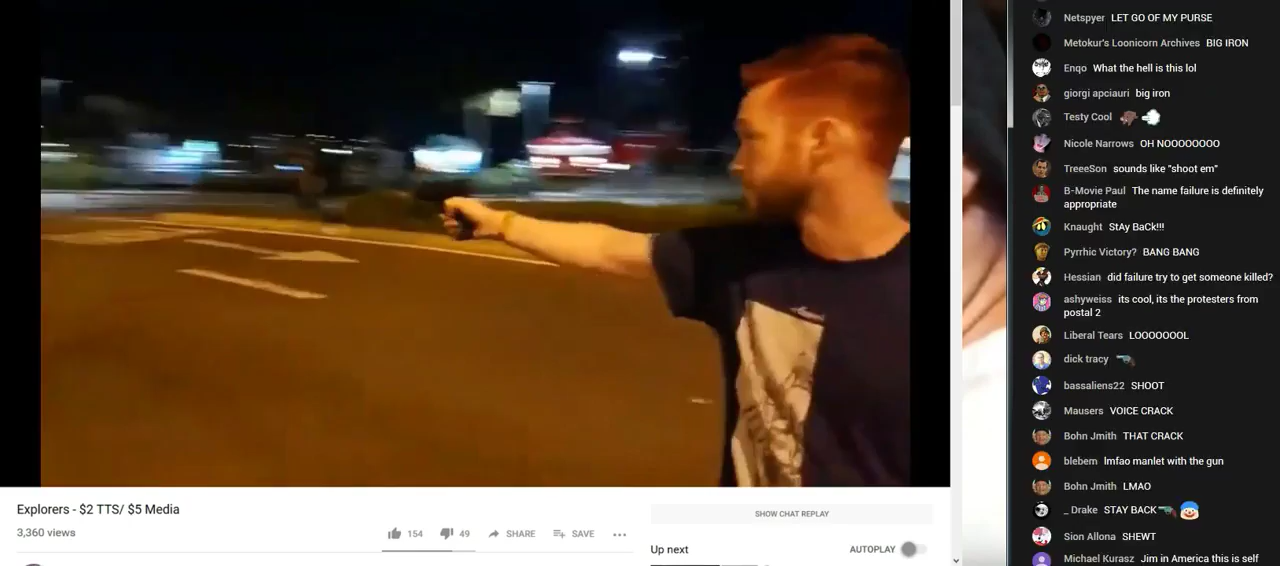 Explorers - $2 TTS/ $5 Media
3,360 views
154
49
SHARE
SAVE
SHOW CHAT REPLAY
Up next
AUTOPLAY
Netspyer LET GO OF MY PURSE
Metokur's Loonicorn Archives BIG IRON
Enqo What the hell is this lol
giorgi apciauri big iron
Testy Cool
Nicole Narrows OH NOOOOOOO
TreeeSon sounds like "shoot em"
B-Movie Paul The name failure is definitely
appropriate
Knaught StAy BaCk!!!
Pyrrhic Victory? BANG BANG
Hessian did failure try to get someone killed?
ashyweiss its cool, its the protesters from
postal 2
Liberal Tears LOOOOOOOL
dick tracy
bassaliens22 SHOOT
Mausers VOICE CRACK
Bohn Jmith THAT CRACK
blebem lmfao manlet with the gun
Bohn Jmith LMAO
_ Drake STAY BACK
Sion Allona SHEWT
Michael Kurasz Jim in America this is self